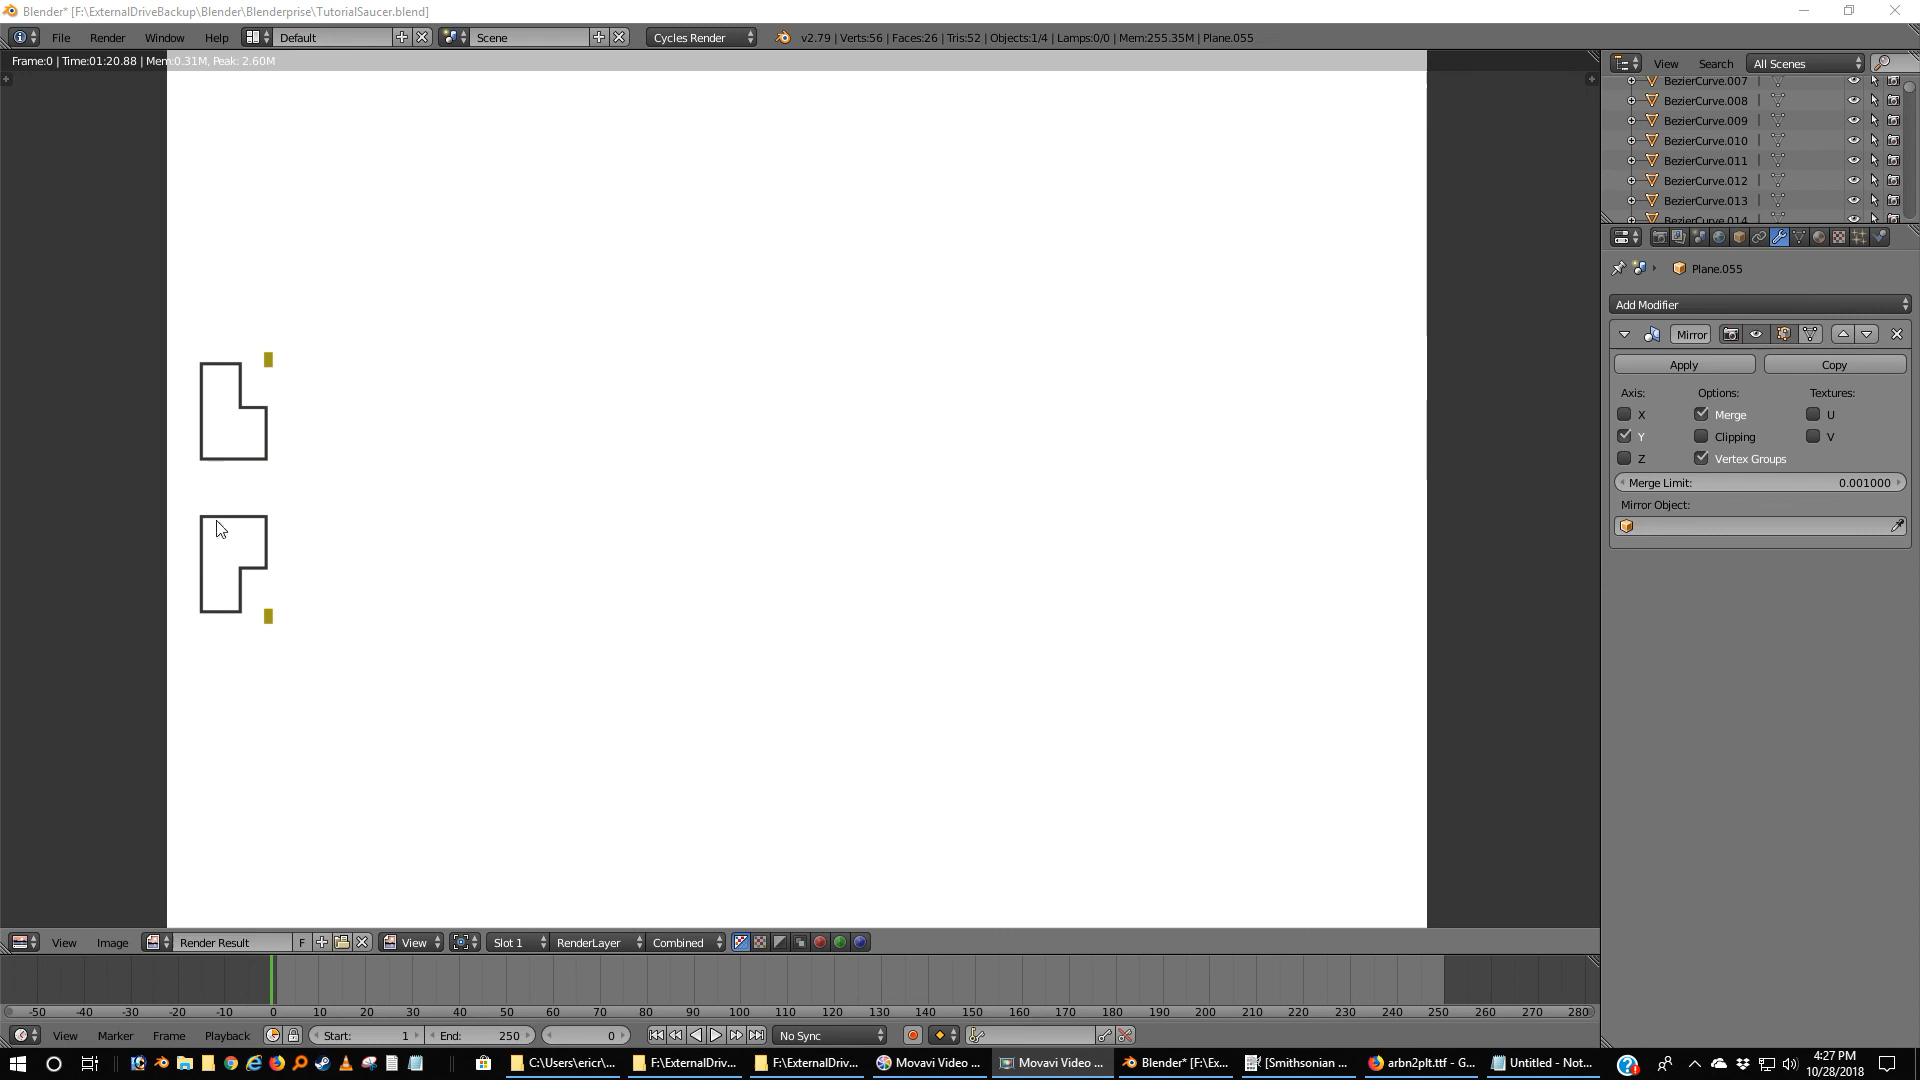 Blender* [F:\ExternalDriveBackup\Blender\Blenderprise\TutorialSaucer.blend]
File Render Window Help Default Scene Cycles Render v2.79 | Verts:56 | Faces:26 | Tris:52 | Objects:1/4 | Lamps:0/0 | Mem:255.35M | Plane.055
Frame:0 | Time:01:20.88 | Mem:0.31M, Peak: 2.60M
View Search All Scenes
BezierCurve.007
BezierCurve.008
BezierCurve.009
BezierCurve.010
BezierCurve.011
BezierCurve.012
BezierCurve.013
BezierCurve.014
Plane.055
Add Modifier
Mirror
Apply Copy
Axis: Options: Textures:
X Merge U
Y Clipping V
Z Vertex Groups
Merge Limit: 0.001000
Mirror Object:
View Image Render Result F View Slot 1 RenderLayer Combined
-50 -40 -30 -20 -10 0 10 20 30 40 50 60 70 80 90 100 110 120 130 140 150 160 170 180 190 200 210 220 230 240 250 260 270 280
View Marker Frame Playback Start: 1 End: 250 0 No Sync
C:\Users\ericr\... F:\ExternalDriv... F:\ExternalDriv... Movavi Video ... Movavi Video ... Blender* [F:\Ex... [Smithsonian ... arbn2plt.ttf - G... Untitled - Not...
4:27 PM
10/28/2018